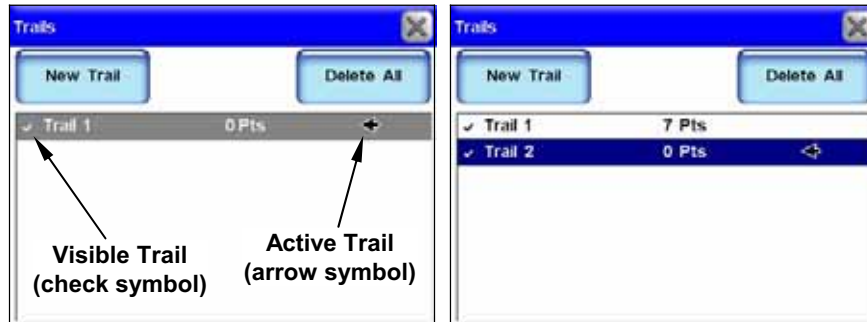 Trails
New Trail
Delete All
Trail 1 0 Pts
Visible Trail
(check symbol)
Active Trail
(arrow symbol)
Trails
New Trail
Delete All
Trail 1 7 Pts
Trail 2 0 Pts